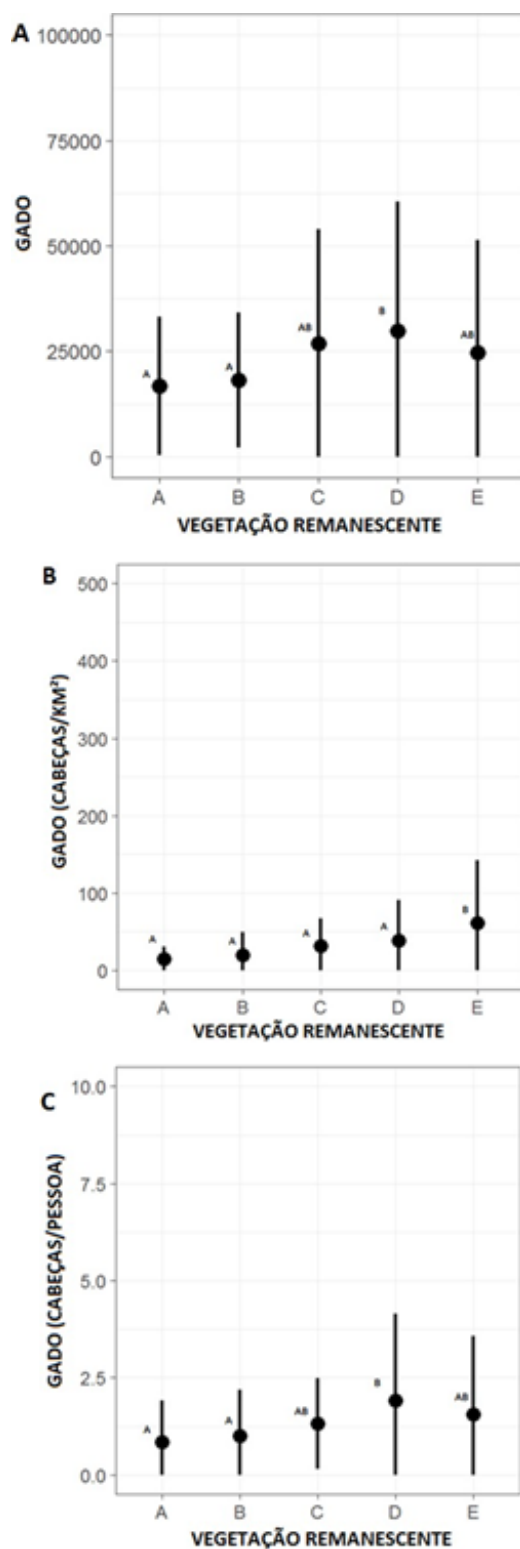 A
100000
75000
GADO
50000
25000
0
A
A
AB
B
AB
A B C D E
VEGETAÇÃO REMANESCENTE
B
500
400
300
GADO (CABEÇAS/KM²)
200
100
0
A
A
A
A
B
A B C D E
VEGETAÇÃO REMANESCENTE
C
10.0
7.5
GADO (CABEÇAS/PESSOA)
5.0
2.5
0.0
A
A
AB
B
AB
A B C D E
VEGETAÇÃO REMANESCENTE